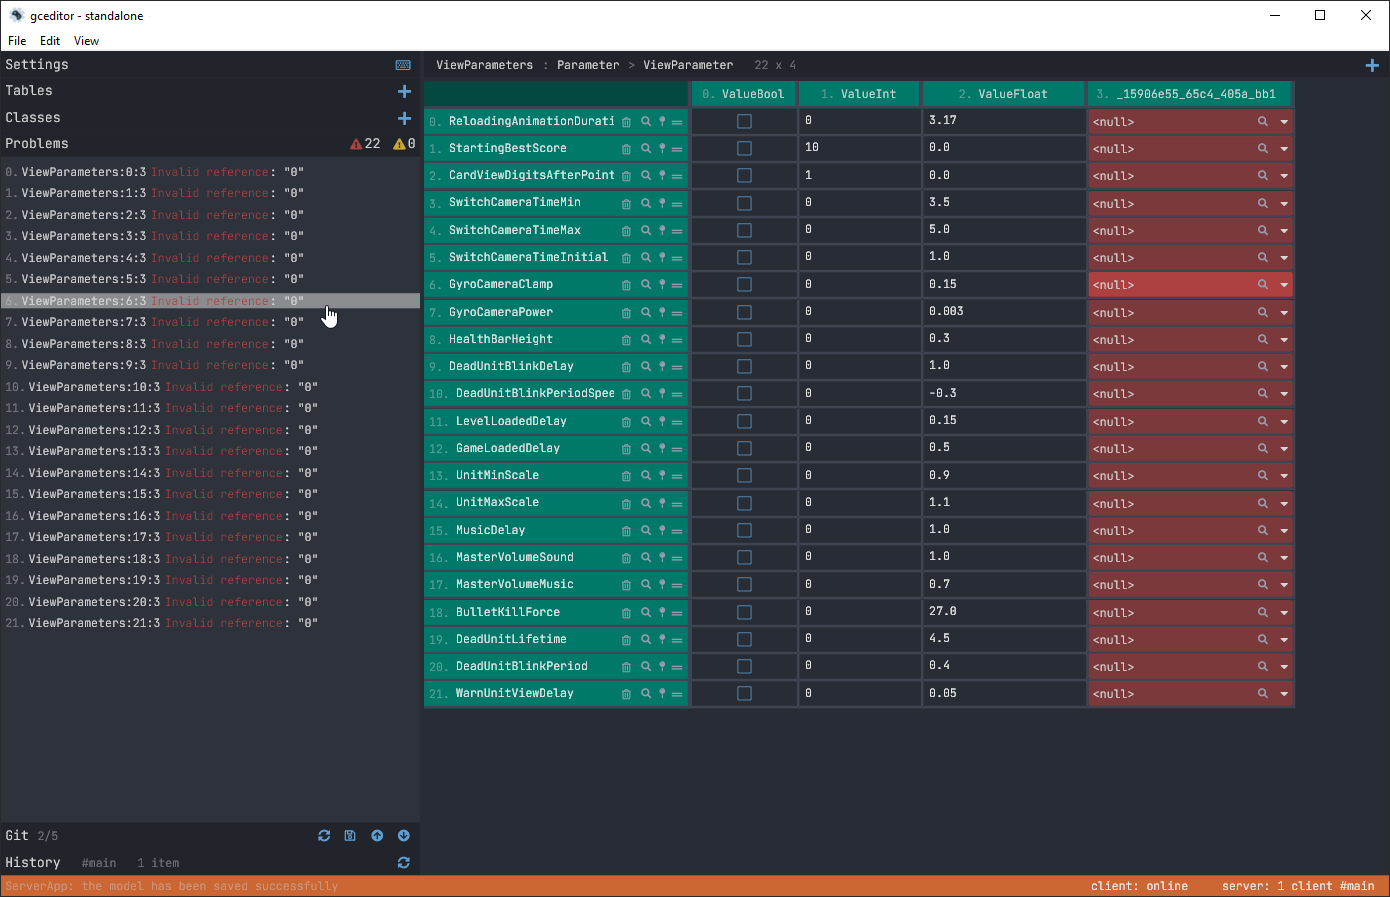 gceditor - standalone
File Edit View
Settings
Tables
Classes
Problems 22 0
0. ViewParameters:0:3 Invalid reference: "0"
1. ViewParameters:1:3 Invalid reference: "0"
2. ViewParameters:2:3 Invalid reference: "0"
3. ViewParameters:3:3 Invalid reference: "0"
4. ViewParameters:4:3 Invalid reference: "0"
5. ViewParameters:5:3 Invalid reference: "0"
6. ViewParameters:6:3 Invalid reference: "0"
7. ViewParameters:7:3 Invalid reference: "0"
8. ViewParameters:8:3 Invalid reference: "0"
9. ViewParameters:9:3 Invalid reference: "0"
10. ViewParameters:10:3 Invalid reference: "0"
11. ViewParameters:11:3 Invalid reference: "0"
12. ViewParameters:12:3 Invalid reference: "0"
13. ViewParameters:13:3 Invalid reference: "0"
14. ViewParameters:14:3 Invalid reference: "0"
15. ViewParameters:15:3 Invalid reference: "0"
16. ViewParameters:16:3 Invalid reference: "0"
17. ViewParameters:17:3 Invalid reference: "0"
18. ViewParameters:18:3 Invalid reference: "0"
19. ViewParameters:19:3 Invalid reference: "0"
20. ViewParameters:20:3 Invalid reference: "0"
21. ViewParameters:21:3 Invalid reference: "0"
Git 2/5
History #main 1 item
ViewParameters : Parameter > ViewParameter 22 x 4
0. ValueBool 1. ValueInt 2. ValueFloat 3. _15906e55_65c4_405a_bb1
0. ReloadingAnimationDurati 0 3.17 <null>
1. StartingBestScore 10 0.0 <null>
2. CardViewDigitsAfterPoint 1 0.0 <null>
3. SwitchCameraTimeMin 0 3.5 <null>
4. SwitchCameraTimeMax 0 5.0 <null>
5. SwitchCameraTimeInitial 0 1.0 <null>
6. GyroCameraClamp 0 0.15 <null>
7. GyroCameraPower 0 0.003 <null>
8. HealthBarHeight 0 0.3 <null>
9. DeadUnitBlinkDelay 0 1.0 <null>
10. DeadUnitBlinkPeriodSpee 0 -0.3 <null>
11. LevelLoadedDelay 0 0.15 <null>
12. GameLoadedDelay 0 0.5 <null>
13. UnitMinScale 0 0.9 <null>
14. UnitMaxScale 0 1.1 <null>
15. MusicDelay 0 1.0 <null>
16. MasterVolumeSound 0 1.0 <null>
17. MasterVolumeMusic 0 0.7 <null>
18. BulletKillForce 0 27.0 <null>
19. DeadUnitLifetime 0 4.5 <null>
20. DeadUnitBlinkPeriod 0 0.4 <null>
21. WarnUnitViewDelay 0 0.05 <null>
ServerApp: the model has been saved successfully client: online server: 1 client #main